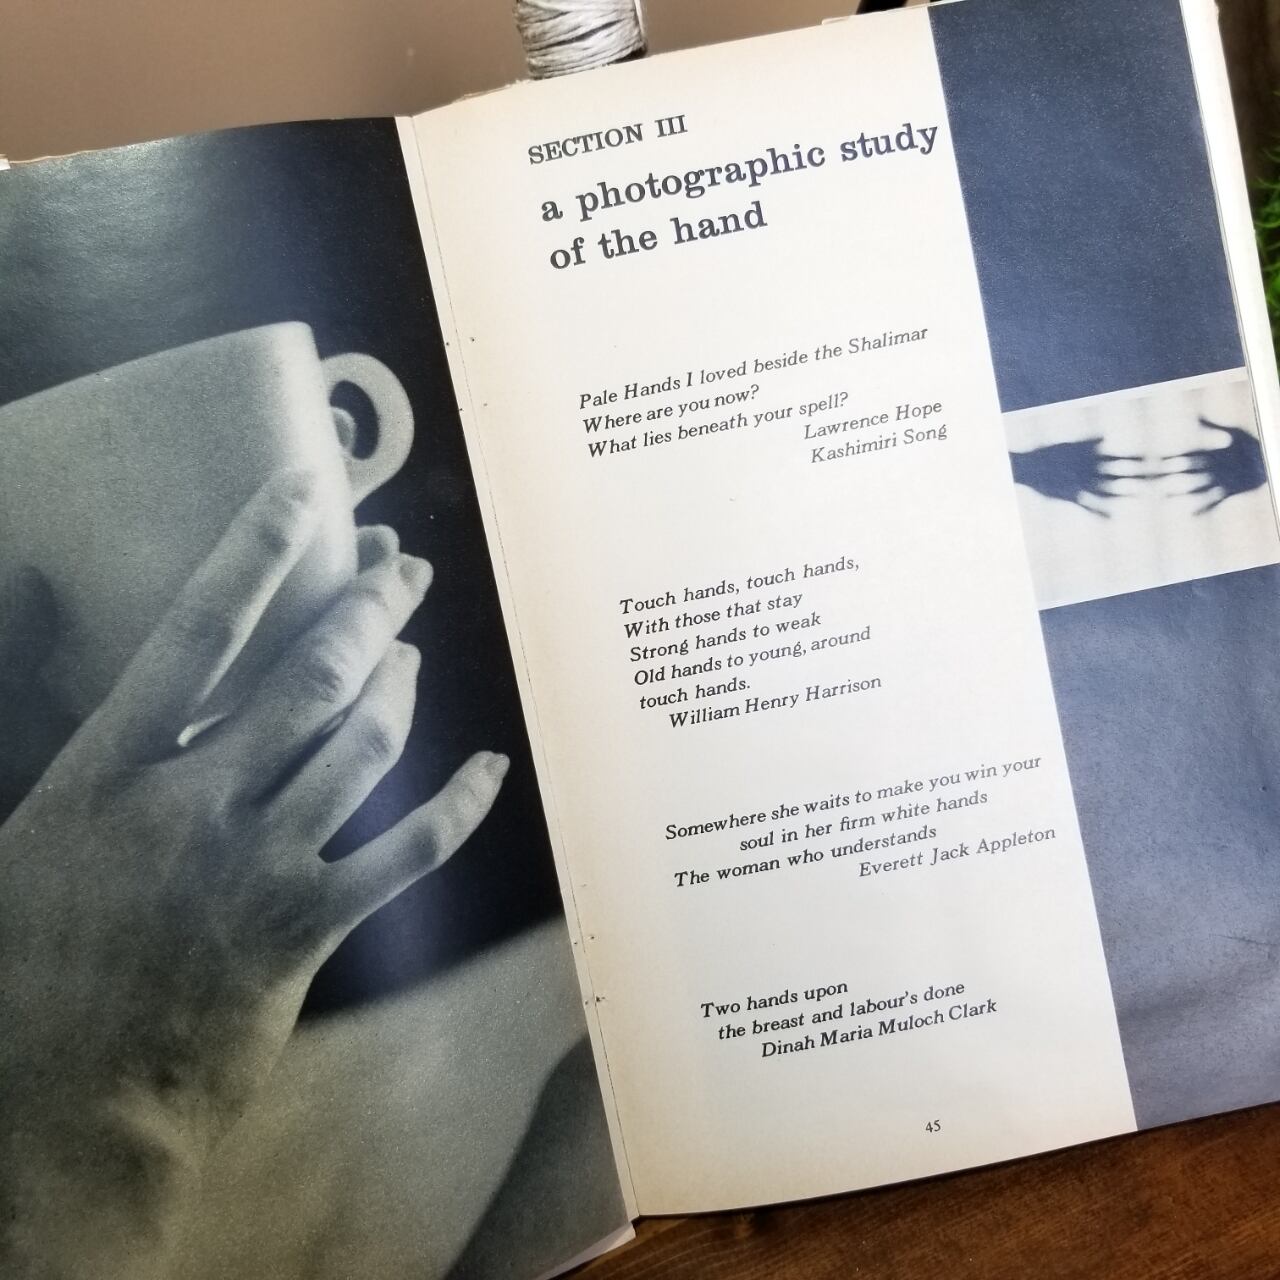 SECTION III
a photographic study
of the hand
Pale Hands I loved beside the Shalimar
Where are you now?
What lies beneath your spell?
Lawrence Hope
Kashimiri Song
Touch hands, touch hands,
With those that stay
Strong hands to weak
Old hands to young, around
touch hands.
William Henry Harrison
Somewhere she waits to make you win your
soul in her firm white hands
The woman who understands
Everett Jack Appleton
Two hands upon
the breast and labour's done
Dinah Maria Muloch Clark
45